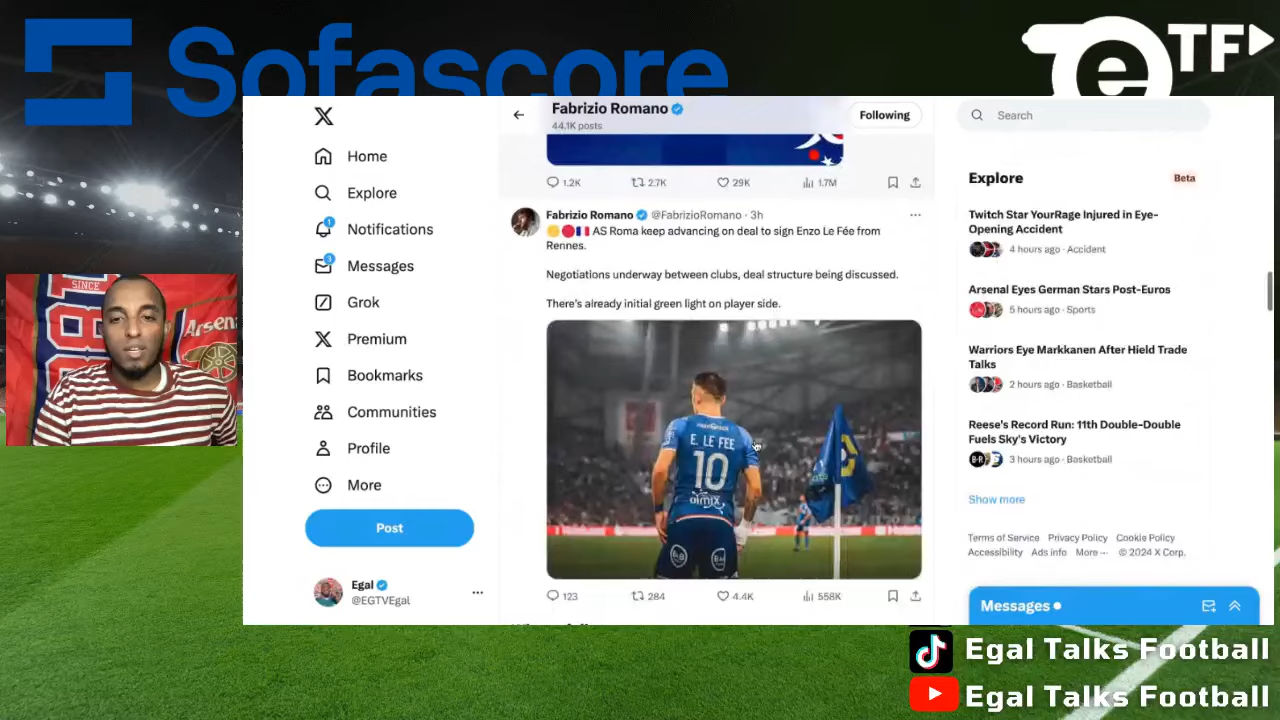 Sofascore
e TF
SINCE
Arsen
X
Home
Explore
1
Notifications
3
Messages
Grok
Premium
Bookmarks
Communities
Profile
More
Post
Egal
@EGTVEgal
Fabrizio Romano
44.1K posts
Following
1.2K 2.7K 29K 1.7M
Fabrizio Romano @FabrizioRomano · 3h
AS Roma keep advancing on deal to sign Enzo Le Fée from
Rennes.
Negotiations underway between clubs, deal structure being discussed.
There's already initial green light on player side.
E. LE FEE
10
olmix
B&B
123 284 4.4K 558K
Search
Explore
Beta
Twitch Star YourRage Injured in Eye-
Opening Accident
4 hours ago · Accident
Arsenal Eyes German Stars Post-Euros
5 hours ago · Sports
Warriors Eye Markkanen After Hield Trade
Talks
2 hours ago · Basketball
Reese's Record Run: 11th Double-Double
Fuels Sky's Victory
3 hours ago · Basketball
Show more
Terms of Service Privacy Policy Cookie Policy
Accessibility Ads info More ··· © 2024 X Corp.
Messages
Egal Talks Football
Egal Talks Football